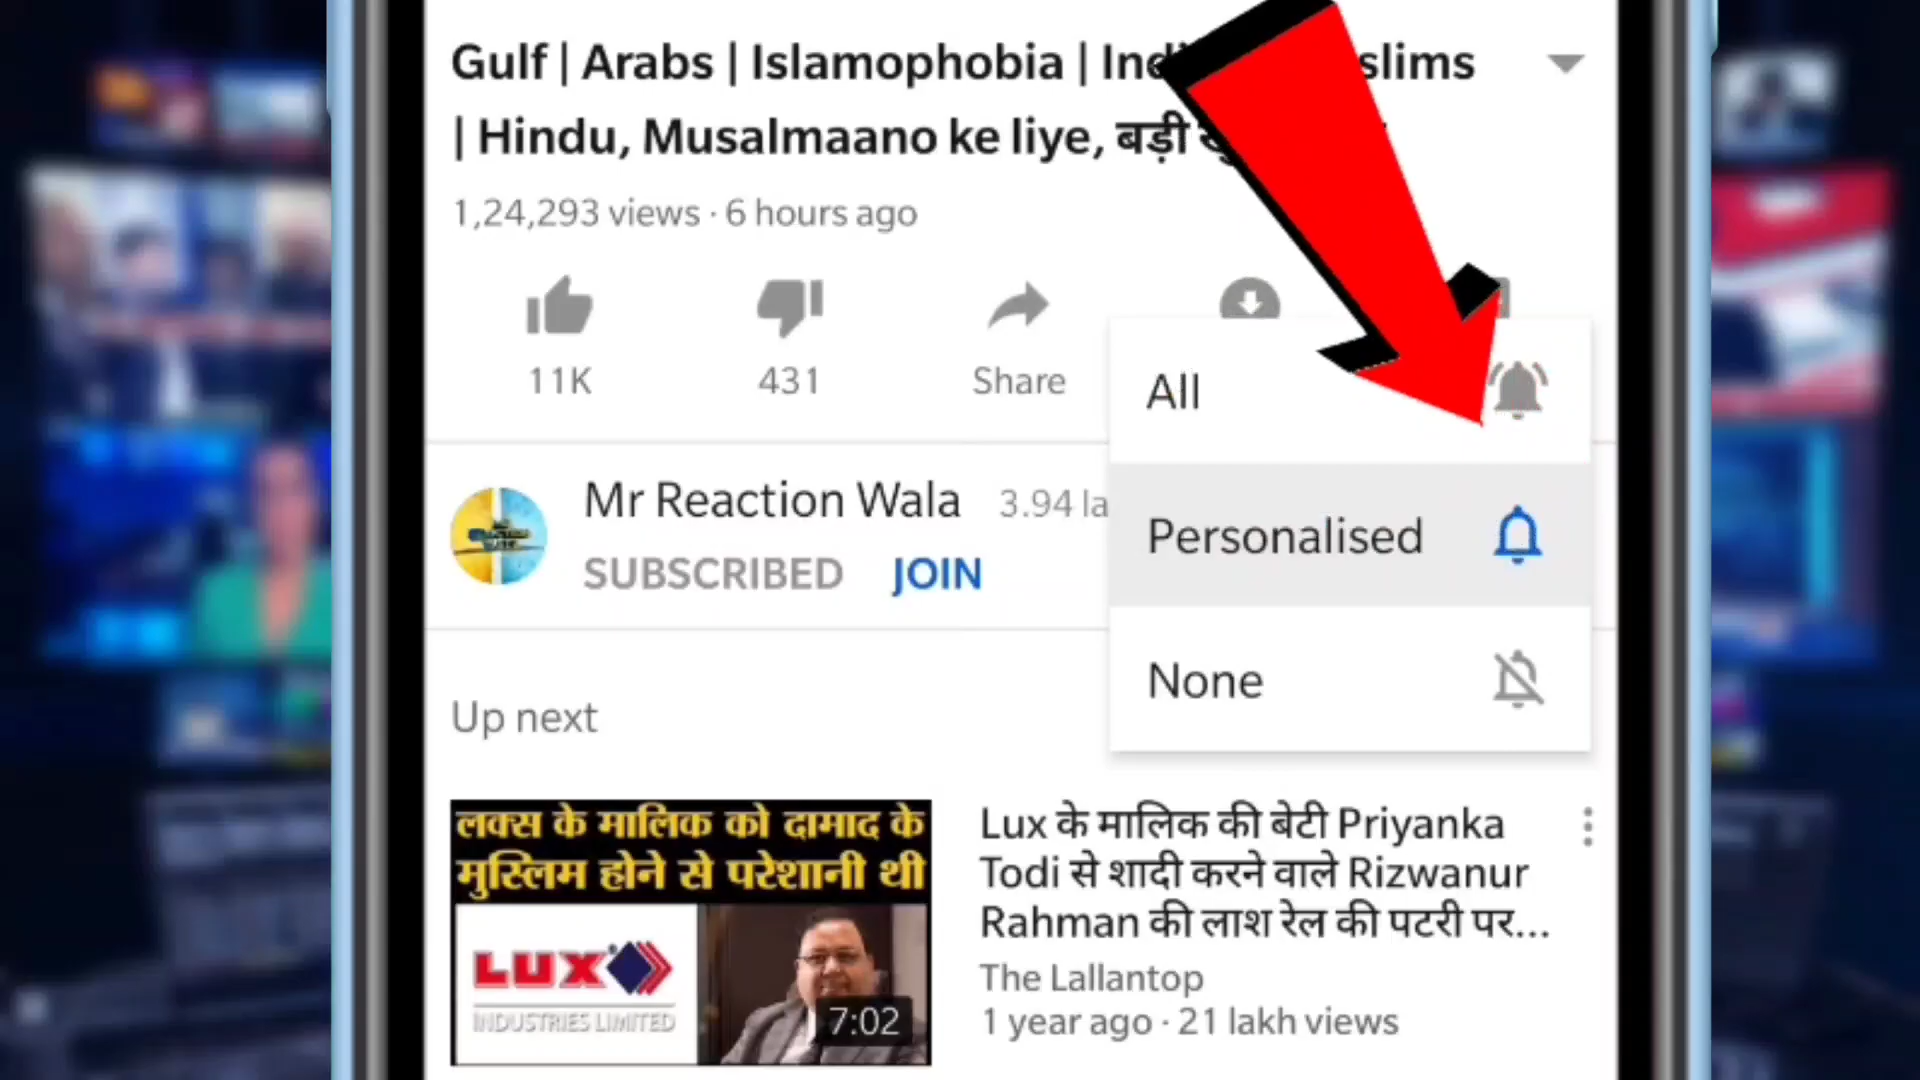 Gulf | Arabs | Islamophobia |
| Hindu, Musalmaano ke liye, बड़ी
1,24,293 views · 6 hours ago
11K
431
Share
All
Mr Reaction Wala 3.94
SUBSCRIBED JOIN
Personalised
None
Up next
लक्स के मालिक को दामाद के
मुस्लिम होने से परेशानी थी
LUX
INDUSTRIES LIMITED
7:02
Lux के मालिक की बेटी Priyanka
Todi से शादी करने वाले Rizwanur
Rahman की लाश रेल की पटरी पर...
The Lallantop
1 year ago · 21 lakh views